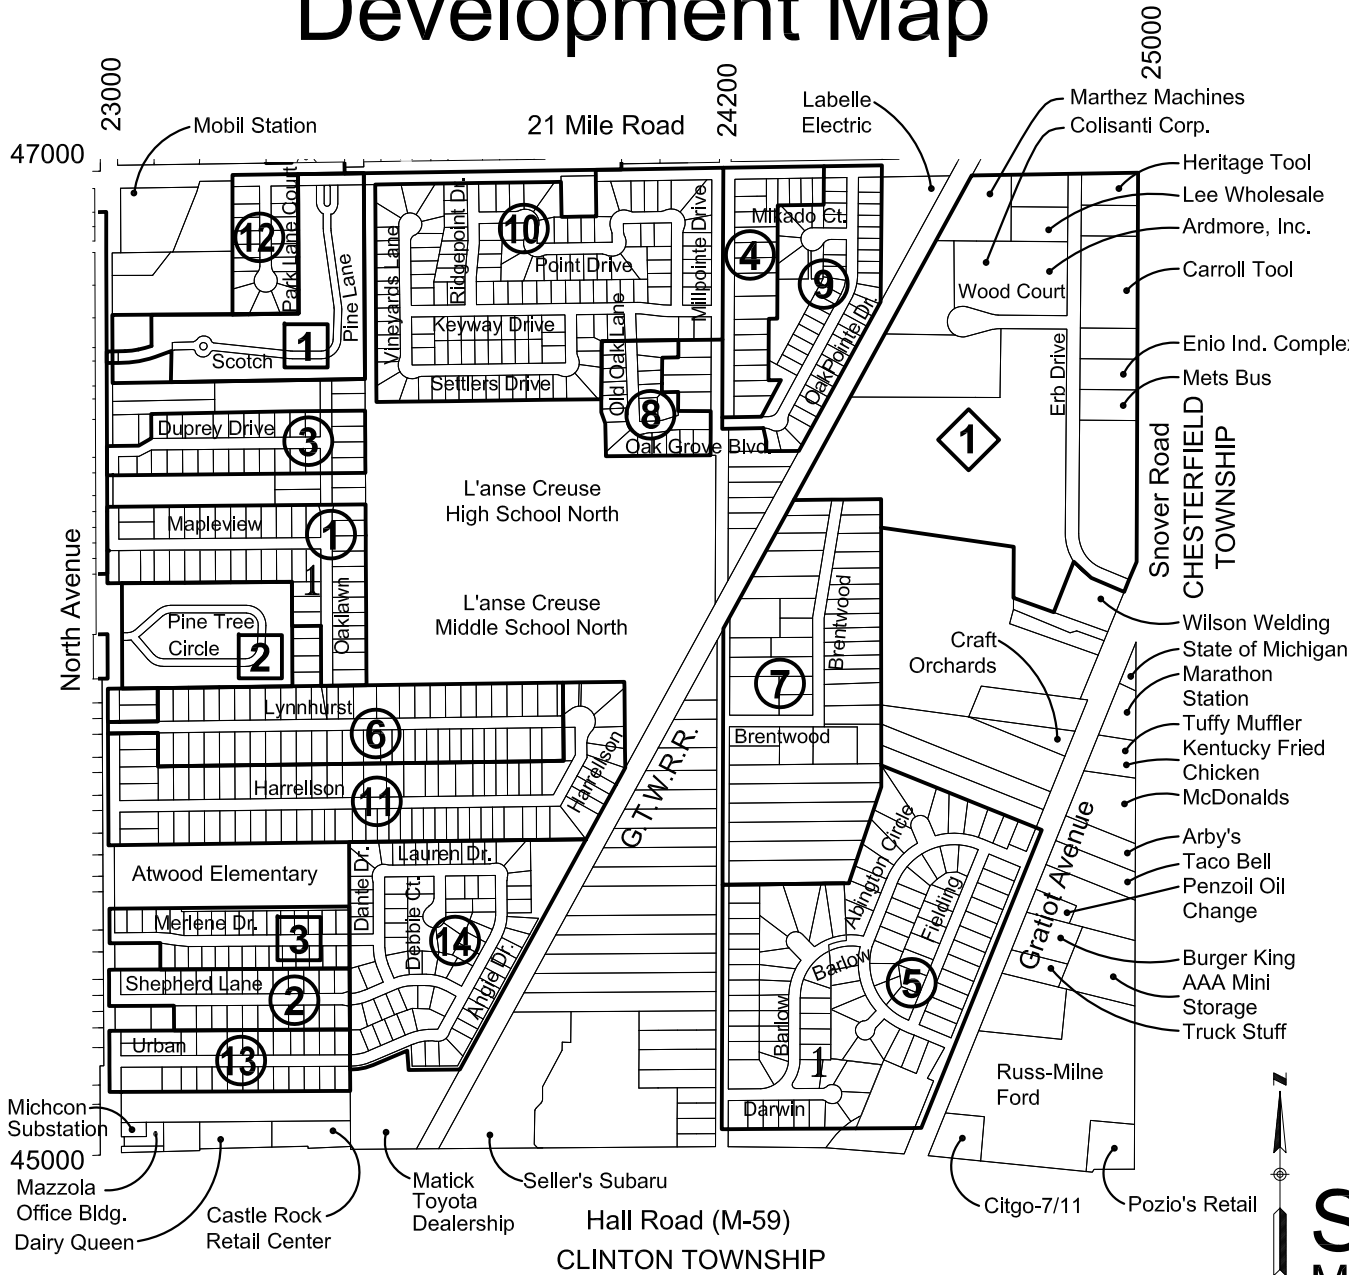 Development Map
23000
24200
25000
47000
Mobil Station
21 Mile Road
Labelle
Electric
Marthez Machines
Colisanti Corp.
Heritage Tool
Lee Wholesale
Ardmore, Inc.
Carroll Tool
Enio Ind. Complex
Mets Bus
Snover Road
CHESTERFIELD
TOWNSHIP
12
Park Lane Court
Pine Lane
1
Scotch
Vineyards Lane
Ridgepoint Dr.
10
Point Drive
Millpointe Drive
Keyway Drive
Settlers Drive
Old Oak Lane
8
Oak Grove Blvd.
4
Mikado Ct.
9
OakPointe Dr.
Wood Court
Erb Drive
1
Duprey Drive
3
Mapleview
1
1
Oaklawn
North Avenue
Pine Tree
Circle
2
L'anse Creuse
High School North
L'anse Creuse
Middle School North
Lynnhurst
6
Harrellson
11
Harrellson
G.T.W.R.R.
Brentwood
7
Brentwood
Craft
Orchards
Wilson Welding
State of Michigan
Marathon
Station
Tuffy Muffler
Kentucky Fried
Chicken
McDonalds
Arby's
Taco Bell
Penzoil Oil
Change
Burger King
AAA Mini
Storage
Truck Stuff
Gratiot Avenue
Atwood Elementary
Merlene Dr.
3
Shepherd Lane
2
Urban
13
Dante Dr.
Lauren Dr.
Debbie Ct.
14
Angie Dr.
Abington Circle
Fielding
Barlow
5
Barlow
1
Darwin
Russ-Milne
Ford
Michcon
Substation
45000
Mazzola
Office Bldg.
Dairy Queen
Castle Rock
Retail Center
Matick
Toyota
Dealership
Seller's Subaru
Hall Road (M-59)
CLINTON TOWNSHIP
Citgo-7/11
Pozio's Retail
N
S